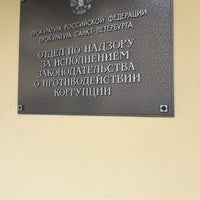 ПРОКУРАТУРА РОССИЙСКОЙ ФЕДЕРАЦИИ
ПРОКУРАТУРА САНКТ-ПЕТЕРБУРГА
ОТДЕЛ ПО НАДЗОРУ
ЗА ИСПОЛНЕНИЕМ
ЗАКОНОДАТЕЛЬСТВА
О ПРОТИВОДЕЙСТВИИ
КОРРУПЦИИ